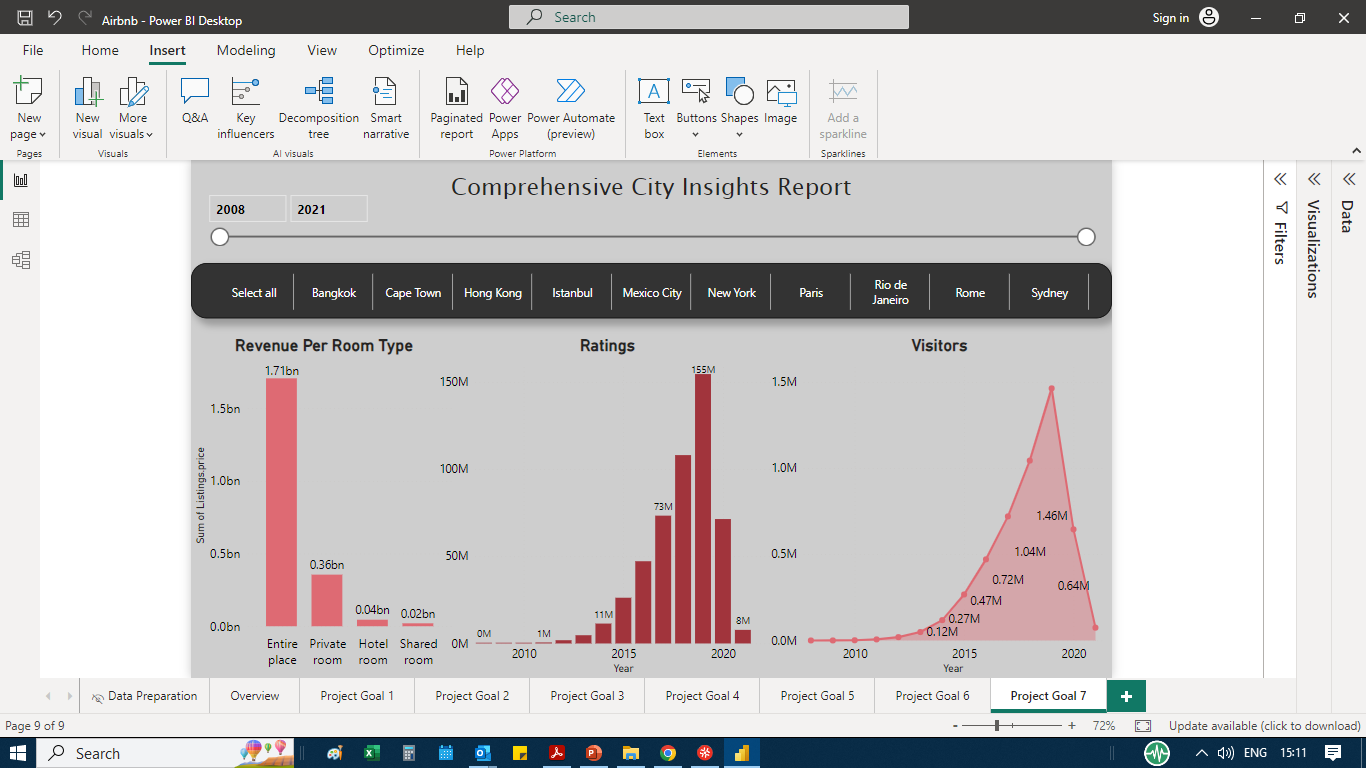 Airbnb - Power BI Desktop
Search
Sign in
File Home Insert Modeling View Optimize Help
New page
New visual
More visuals
Q&A
Key influencers
Decomposition tree
Smart narrative
Paginated report
Power Apps
Power Automate (preview)
Text box
Buttons
Shapes
Image
Add a sparkline
Pages
Visuals
AI visuals
Power Platform
Elements
Sparklines
Comprehensive City Insights Report
2008 2021
Select all
Bangkok
Cape Town
Hong Kong
Istanbul
Mexico City
New York
Paris
Rio de Janeiro
Rome
Sydney
Revenue Per Room Type
Sum of Listings.price
1.5bn
1.0bn
0.5bn
0.0bn
1.71bn
0.36bn
0.04bn
0.02bn
Entire place
Private room
Hotel room
Shared room
Ratings
150M
100M
50M
0M
0M
1M
11M
73M
155M
8M
2010 2015 2020
Year
Visitors
1.5M
1.0M
0.5M
0.0M
0.12M
0.27M
0.47M
0.72M
1.04M
1.46M
0.64M
2010 2015 2020
Year
Filters
Visualizations
Data
Data Preparation
Overview
Project Goal 1
Project Goal 2
Project Goal 3
Project Goal 4
Project Goal 5
Project Goal 6
Project Goal 7
Page 9 of 9
72%
Update available (click to download)
Search
ENG
15:11